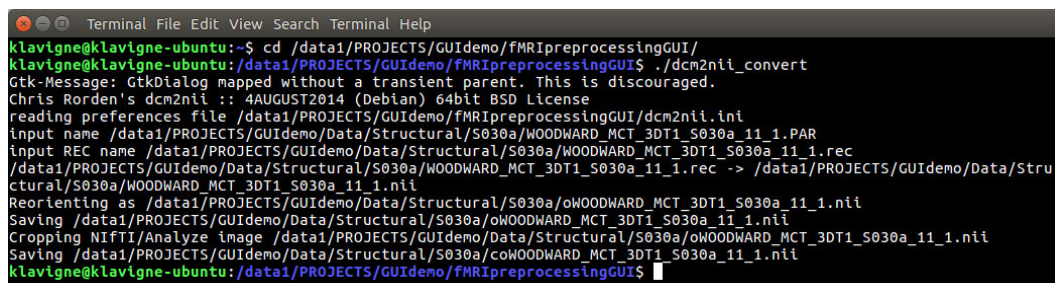 Terminal File Edit View Search Terminal Help
klavigne@klavigne-ubuntu:~$ cd /data1/PROJECTS/GUIdemo/fMRIpreprocessingGUI/
klavigne@klavigne-ubuntu:/data1/PROJECTS/GUIdemo/fMRIpreprocessingGUI$ ./dcm2nii_convert
Gtk-Message: GtkDialog mapped without a transient parent. This is discouraged.
Chris Rorden's dcm2nii :: 4AUGUST2014 (Debian) 64bit BSD License
reading preferences file /data1/PROJECTS/GUIdemo/fMRIpreprocessingGUI/dcm2nii.ini
input name /data1/PROJECTS/GUIdemo/Data/Structural/S030a/WOODWARD_MCT_3DT1_S030a_11_1.PAR
input REC name /data1/PROJECTS/GUIdemo/Data/Structural/S030a/WOODWARD_MCT_3DT1_S030a_11_1.rec
/data1/PROJECTS/GUIdemo/Data/Structural/S030a/WOODWARD_MCT_3DT1_S030a_11_1.rec -> /data1/PROJECTS/GUIdemo/Data/Stru
ctural/S030a/WOODWARD_MCT_3DT1_S030a_11_1.nii
Reorienting as /data1/PROJECTS/GUIdemo/Data/Structural/S030a/oWOODWARD_MCT_3DT1_S030a_11_1.nii
Saving /data1/PROJECTS/GUIdemo/Data/Structural/S030a/oWOODWARD_MCT_3DT1_S030a_11_1.nii
Cropping NIfTI/Analyze image /data1/PROJECTS/GUIdemo/Data/Structural/S030a/oWOODWARD_MCT_3DT1_S030a_11_1.nii
Saving /data1/PROJECTS/GUIdemo/Data/Structural/S030a/coWOODWARD_MCT_3DT1_S030a_11_1.nii
klavigne@klavigne-ubuntu:/data1/PROJECTS/GUIdemo/fMRIpreprocessingGUI$